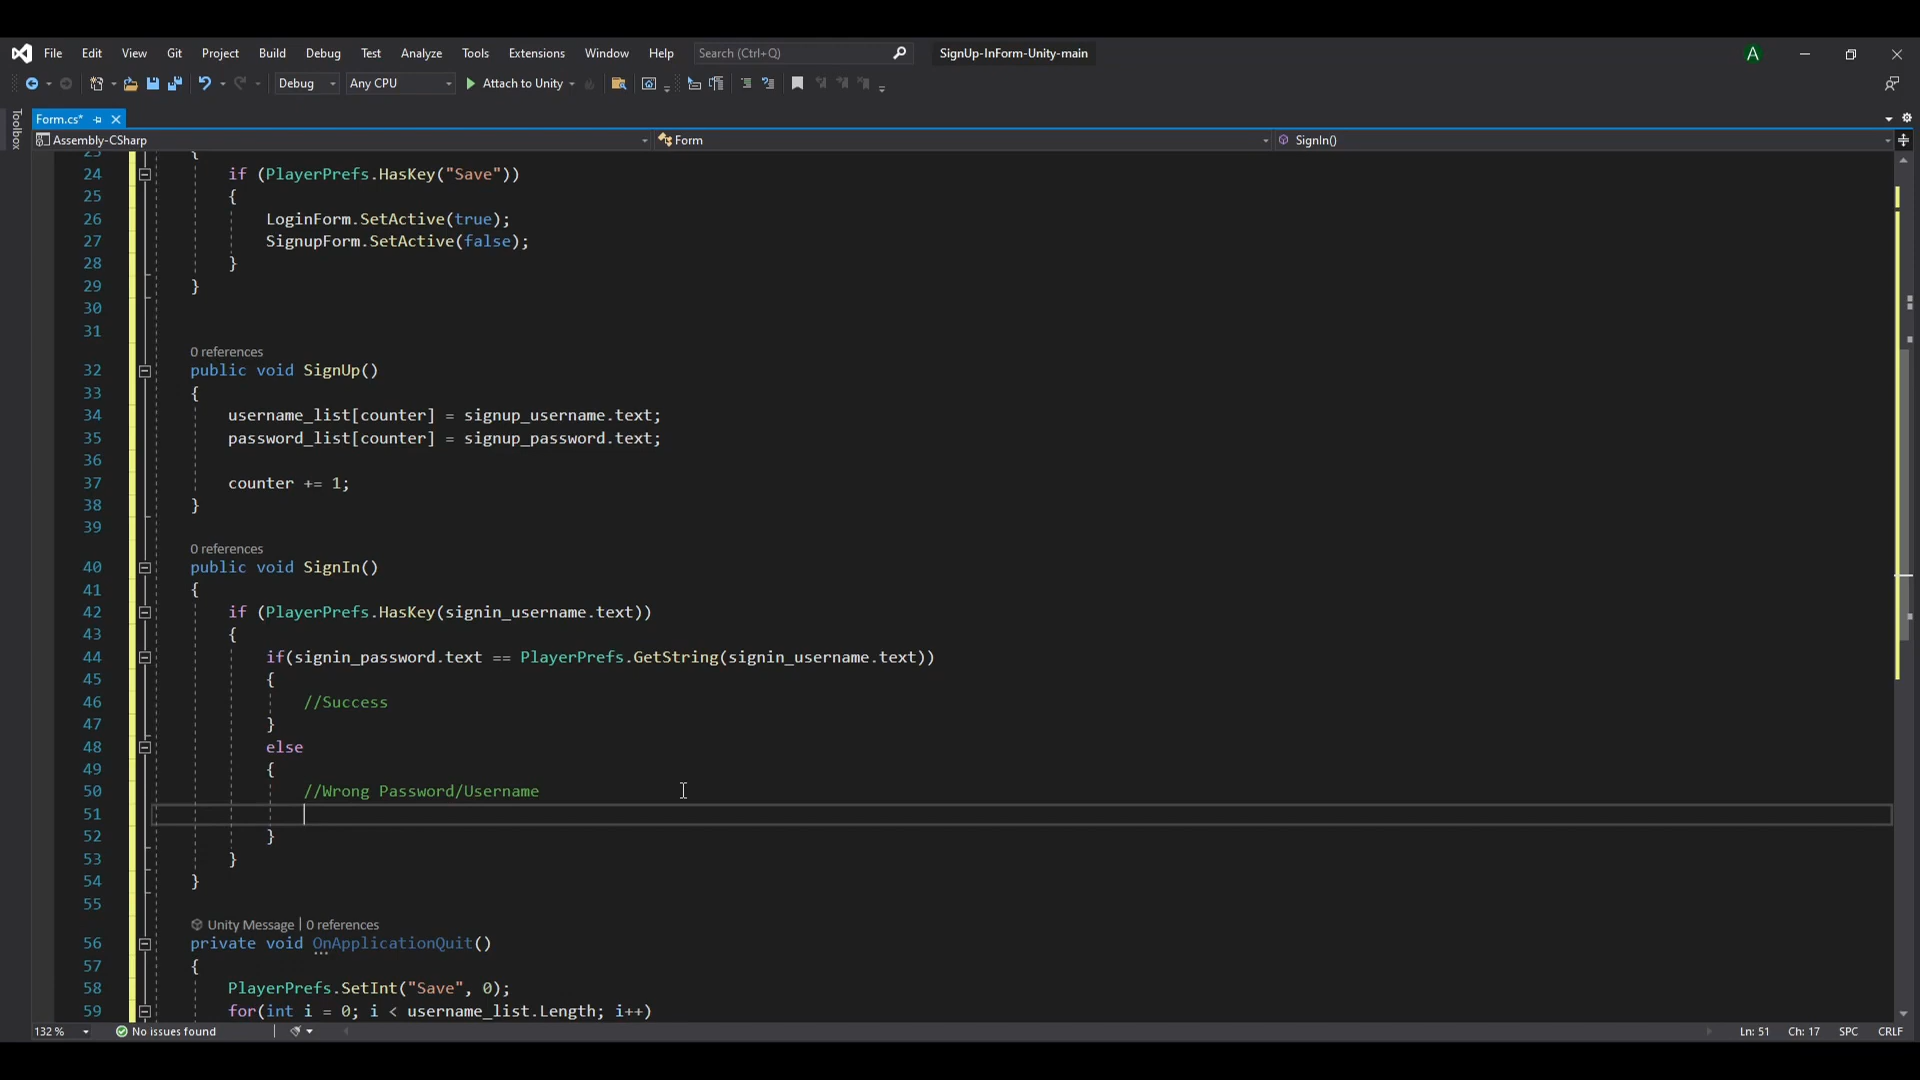 File Edit View Git Project Build Debug Test Analyze Tools Extensions Window Help Search (Ctrl+Q) SignUp-InForm-Unity-main A
Debug Any CPU Attach to Unity
Toolbox
Form.cs*
Assembly-CSharp Form SignIn()
23 {
24 if (PlayerPrefs.HasKey("Save"))
25 {
26 LoginForm.SetActive(true);
27 SignupForm.SetActive(false);
28 }
29 }
30
31
0 references
32 public void SignUp()
33 {
34 username_list[counter] = signup_username.text;
35 password_list[counter] = signup_password.text;
36
37 counter += 1;
38 }
39
0 references
40 public void SignIn()
41 {
42 if (PlayerPrefs.HasKey(signin_username.text))
43 {
44 if(signin_password.text == PlayerPrefs.GetString(signin_username.text))
45 {
46 //Success
47 }
48 else
49 {
50 //Wrong Password/Username
51
52 }
53 }
54 }
55
Unity Message | 0 references
56 private void OnApplicationQuit()
57 {
58 PlayerPrefs.SetInt("Save", 0);
59 for(int i = 0; i < username_list.Length; i++)
132 % No issues found Ln: 51 Ch: 17 SPC CRLF